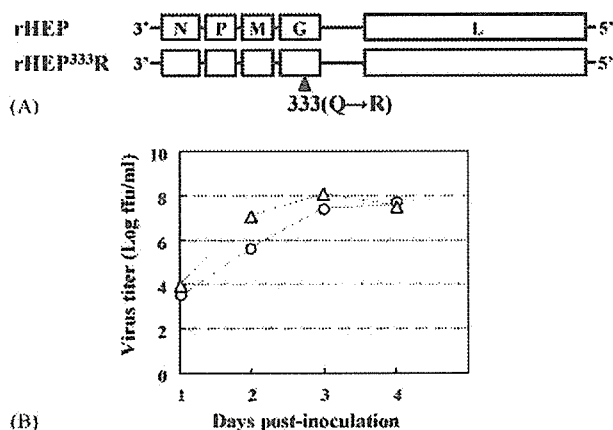 rHEP 3' N P M G L 5'
rHEP333R 3' 5'
(A) 333(Q→R)
10
8
6
4
2
0
Virus titer (Log ffu/ml)
1 2 3 4
(B) Days post-inoculation